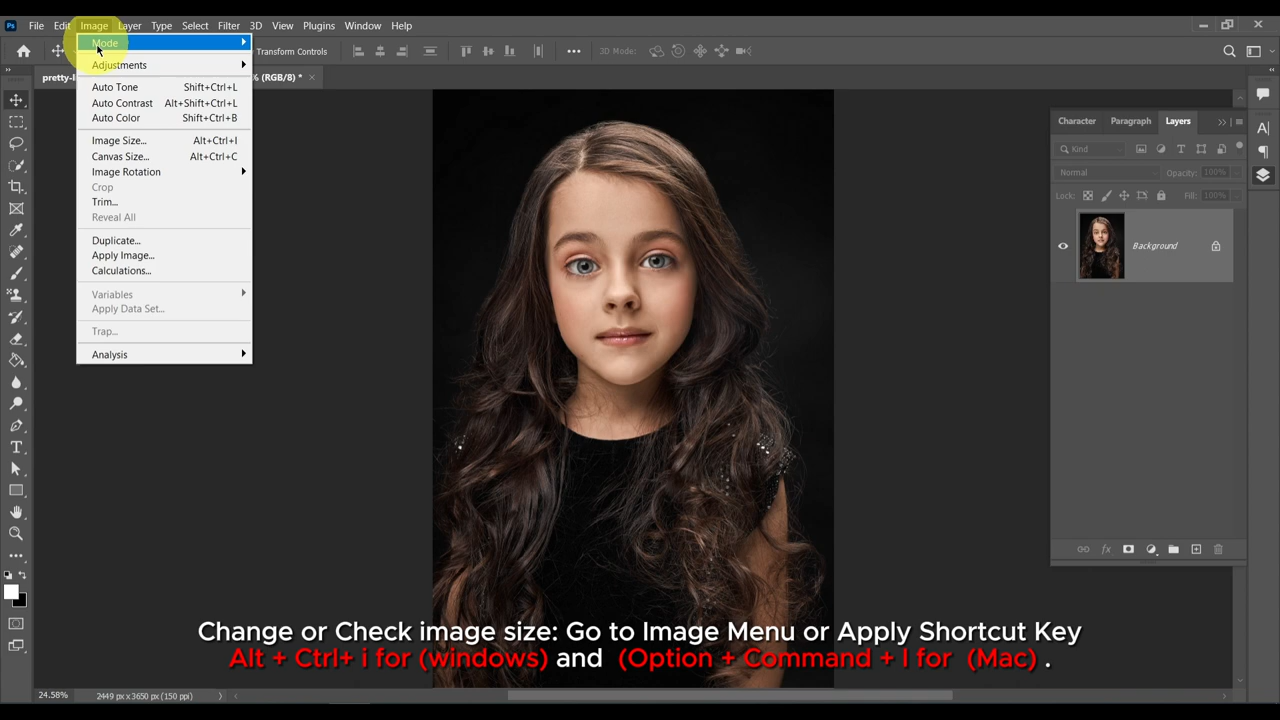 Ps File Edit Image Layer Type Select Filter 3D View Plugins Window Help
Transform Controls 3D Mode:
(RGB/8) * ×
Mode
Adjustments
Auto Tone Shift+Ctrl+L
Auto Contrast Alt+Shift+Ctrl+L
Auto Color Shift+Ctrl+B
Image Size... Alt+Ctrl+I
Canvas Size... Alt+Ctrl+C
Image Rotation
Crop
Trim...
Reveal All
Duplicate...
Apply Image...
Calculations...
Variables
Apply Data Set...
Trap...
Analysis
Character Paragraph Layers
Kind
Normal Opacity: 100%
Lock: Fill: 100%
Background
Change or Check image size: Go to Image Menu or Apply Shortcut Key
Alt + Ctrl+ i for (windows) and (Option + Command + I for (Mac) .
24.58% 2449 px x 3650 px (150 ppi)